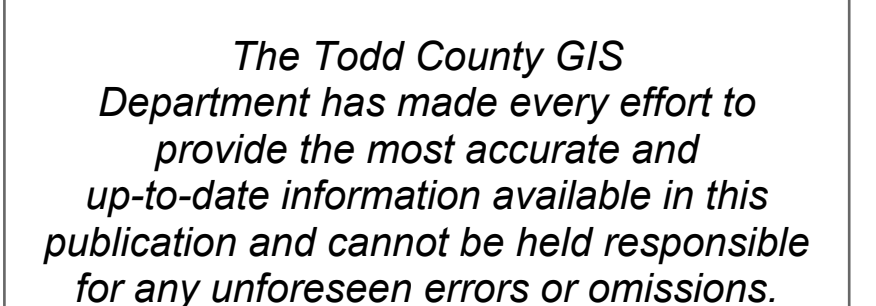 The Todd County GIS
Department has made every effort to
provide the most accurate and
up-to-date information available in this
publication and cannot be held responsible
for any unforeseen errors or omissions.